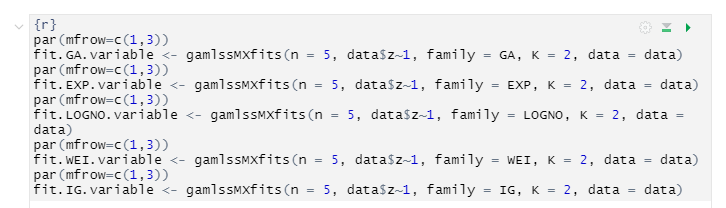 {r}
par(mfrow=c(1,3))
fit.GA.variable <- gamlssMXfits(n = 5, data$z~1, family = GA, K = 2, data = data)
par(mfrow=c(1,3))
fit.EXP.variable <- gamlssMXfits(n = 5, data$z~1, family = EXP, K = 2, data = data)
par(mfrow=c(1,3))
fit.LOGNO.variable <- gamlssMXfits(n = 5, data$z~1, family = LOGNO, K = 2, data =
data)
par(mfrow=c(1,3))
fit.WEI.variable <- gamlssMXfits(n = 5, data$z~1, family = WEI, K = 2, data = data)
par(mfrow=c(1,3))
fit.IG.variable <- gamlssMXfits(n = 5, data$z~1, family = IG, K = 2, data = data)